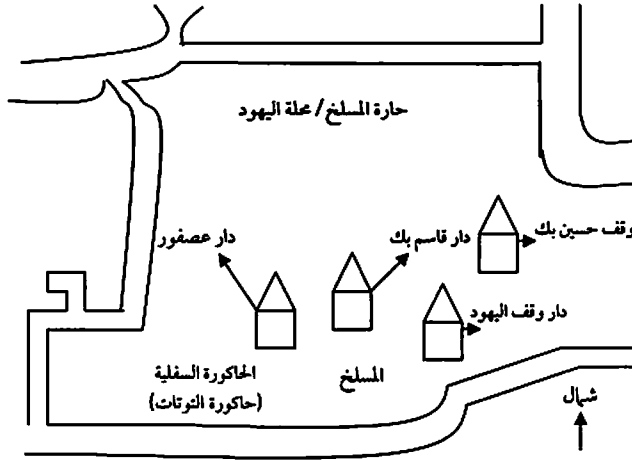 حارة المسلخ / محلة اليهود
وقف حسين بك
دار قاسم بك
دار عصفور
دار وقف اليهود
المسلخ
الحاكورة السفلية
(حاكورة التوتات)
شمال